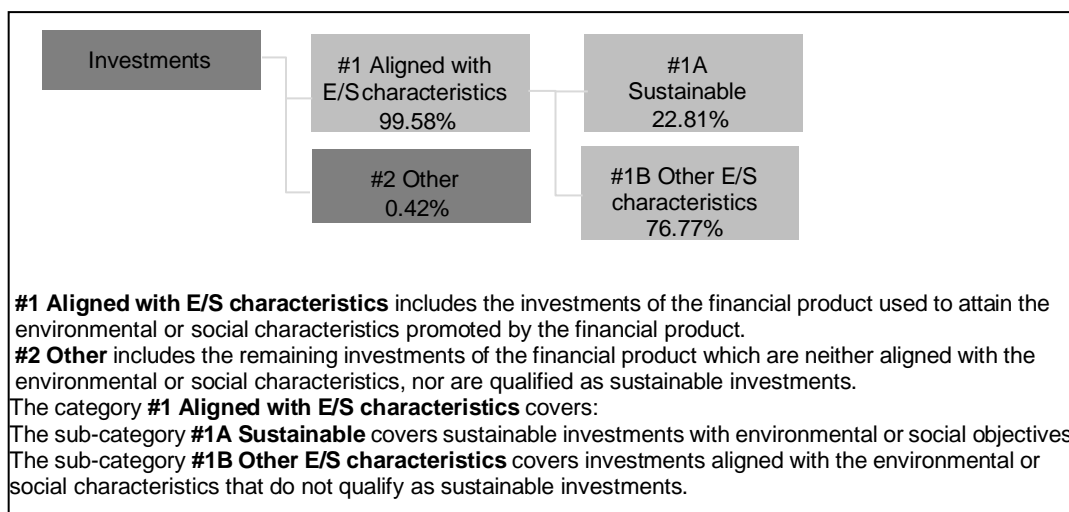 Investments
#1 Aligned with
E/S characteristics
99.58%
#1A
Sustainable
22.81%
#2 Other
0.42%
#1B Other E/S
characteristics
76.77%
#1 Aligned with E/S characteristics includes the investments of the financial product used to attain the
environmental or social characteristics promoted by the financial product.
#2 Other includes the remaining investments of the financial product which are neither aligned with the
environmental or social characteristics, nor are qualified as sustainable investments.
The category #1 Aligned with E/S characteristics covers:
The sub-category #1A Sustainable covers sustainable investments with environmental or social objectives
The sub-category #1B Other E/S characteristics covers investments aligned with the environmental or
social characteristics that do not qualify as sustainable investments.